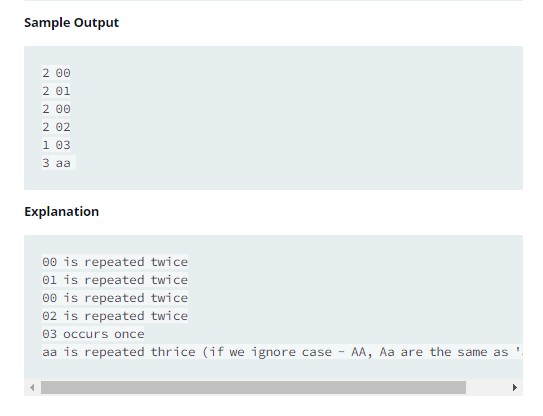 Sample Output
2 00
2 01
2 00
2 02
1 03
3 aa
Explanation
00 is repeated twice
01 is repeated twice
00 is repeated twice
02 is repeated twice
03 occurs once
aa is repeated thrice (if we ignore case - AA, Aa are the same as '